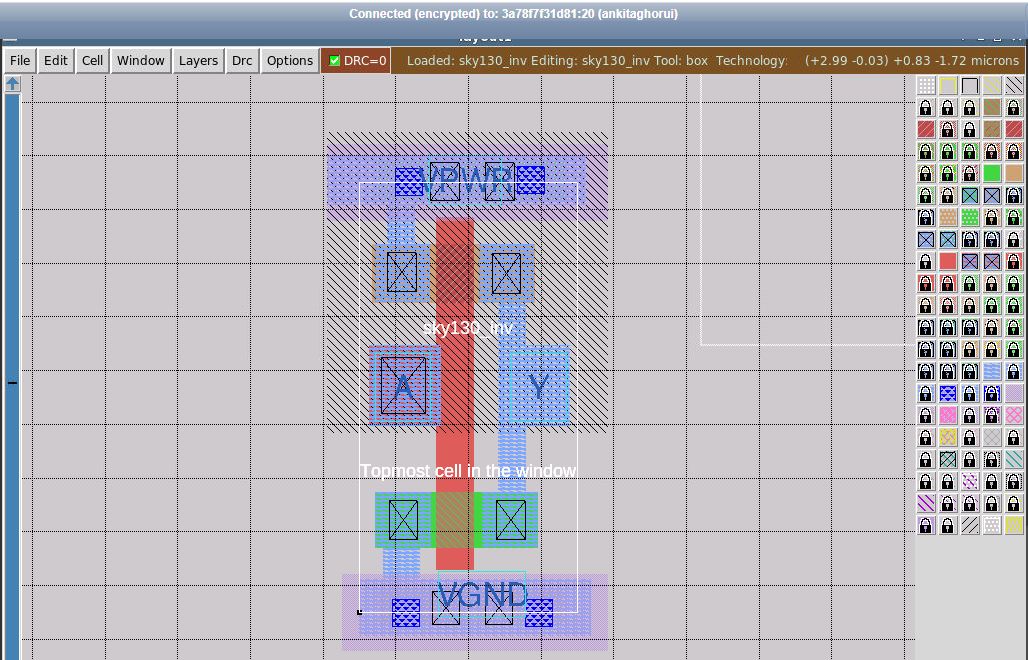 Connected (encrypted) to: 3a78f7f31d81:20 (ankitaghorui)
layout1
File Edit Cell Window Layers Drc Options DRC=0 Loaded: sky130_inv Editing: sky130_inv Tool: box Technology: (+2.99 -0.03) +0.83 -1.72 microns
VPWR
sky130_inv
A Y
Topmost cell in the window
VGND